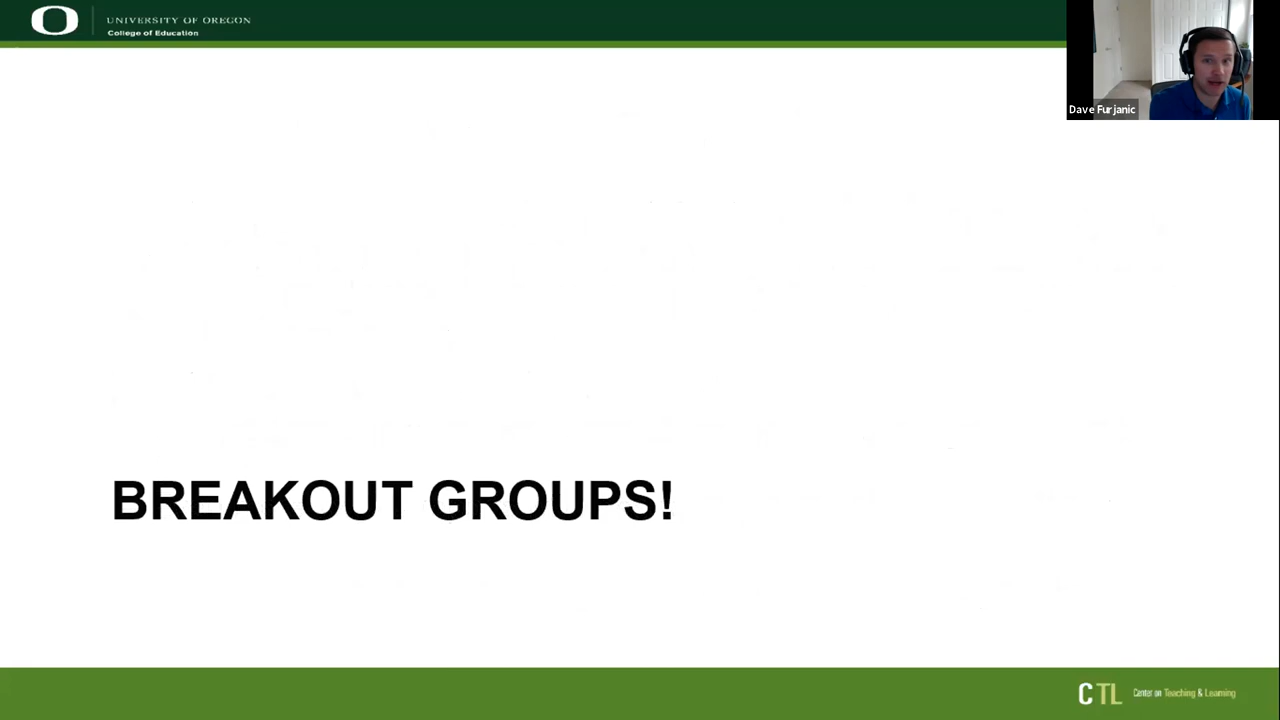 UNIVERSITY OF OREGON
College of Education
Dave Furjanic
BREAKOUT GROUPS!
CTL Center on Teaching & Learning